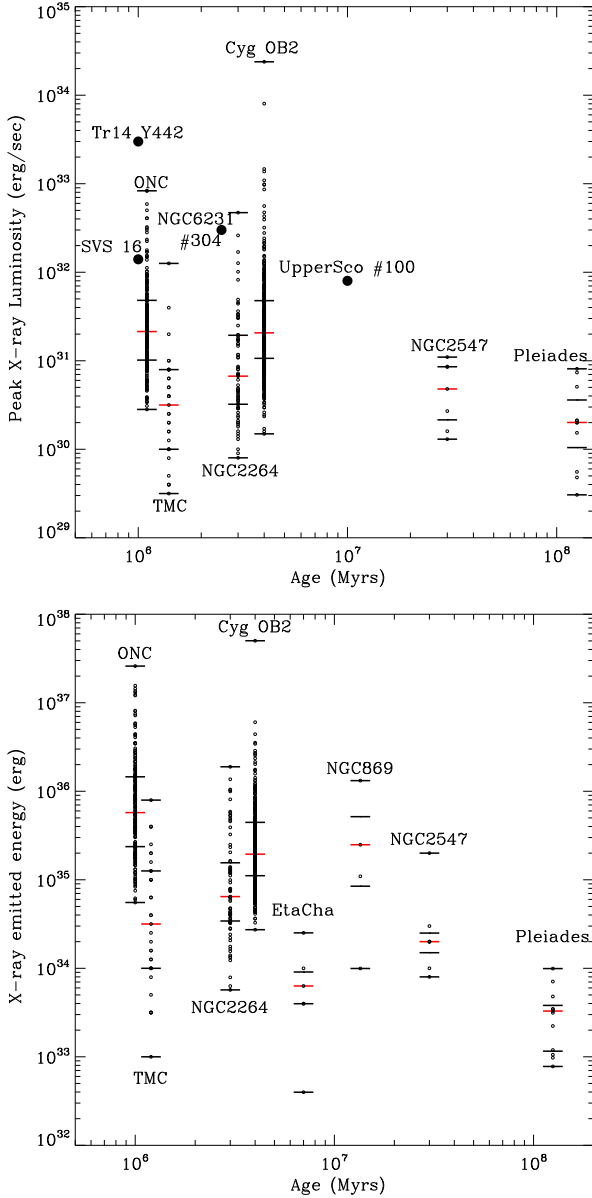 10^35
Cyg OB2
10^34
Tr14 Y442
10^33
ONC
NGC6231
#304
SVS 16
10^32
UpperSco #100
NGC2547
10^31
Pleiades
10^30
NGC2264
TMC
10^29
10^6
10^7
10^8
Age (Myrs)
Peak X-ray Luminosity (erg/sec)
10^38
Cyg OB2
ONC
10^37
NGC869
10^36
NGC2547
10^35
EtaCha
Pleiades
10^34
NGC2264
TMC
10^33
10^32
10^6
10^7
10^8
Age (Myrs)
X-ray emitted energy (erg)